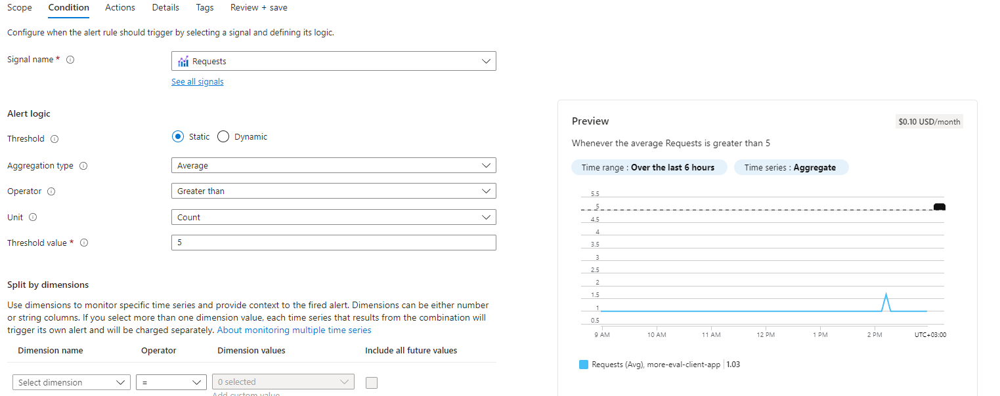 Scope Condition Actions Details Tags Review + save
Configure when the alert rule should trigger by selecting a signal and defining its logic.
Signal name *
Requests
See all signals
Alert logic
Threshold
Static Dynamic
Aggregation type
Average
Operator
Greater than
Unit
Count
Threshold value *
5
Split by dimensions
Use dimensions to monitor specific time series and provide context to the fired alert. Dimensions can be either number
or string columns. If you select more than one dimension value, each time series that results from the combination will
trigger its own alert and will be charged separately. About monitoring multiple time series
Dimension name Operator Dimension values Include all future values
Select dimension = 0 selected
Add custom value
Preview
$0.10 USD/month
Whenever the average Requests is greater than 5
Time range : Over the last 6 hours Time series : Aggregate
5.5
5
4.5
4
3.5
3
2.5
2
1.5
1
0.5
9 AM 10 AM 11 AM 12 PM 1 PM 2 PM UTC+03:00
Requests (Avg), more-eval-client-app 1.03